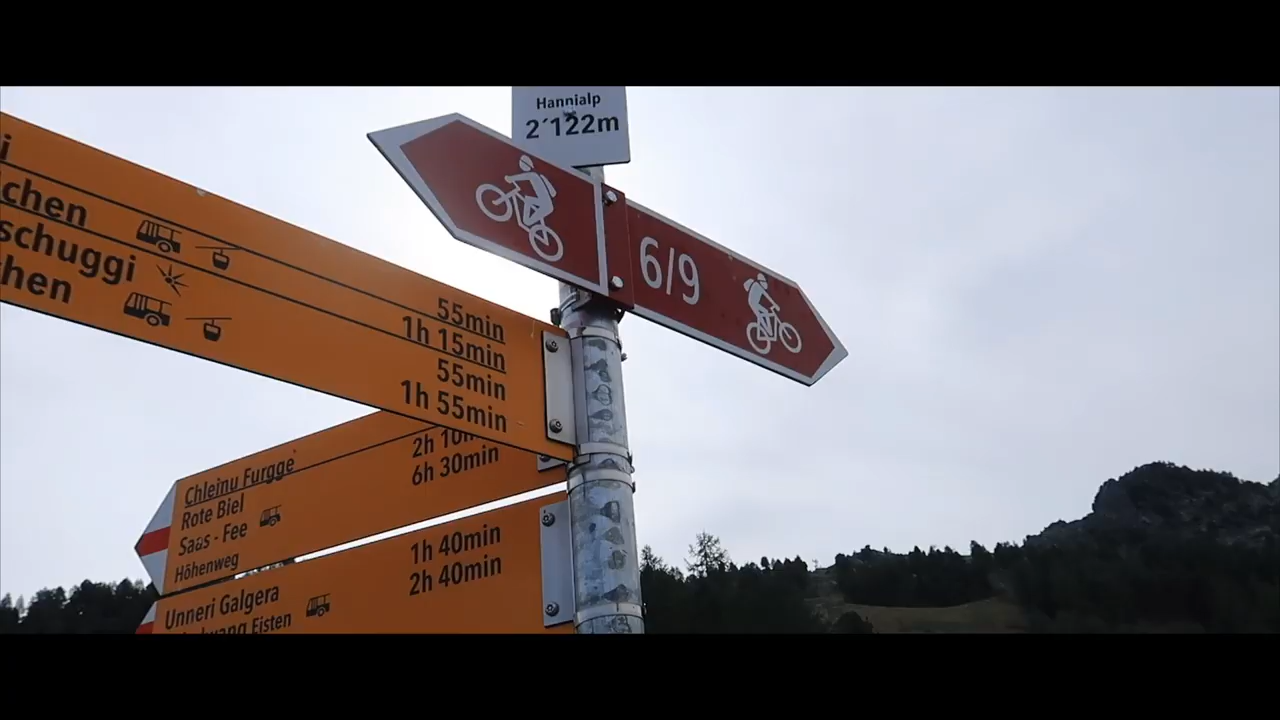 Hannialp
2´122m
6/9
i
chen
schuggi
hen
55min
1h 15min
55min
1h 55min
Chleinu Furgge
Rote Biel
Saas - Fee
Höhenweg
2h 10min
6h 30min
Unneri Galgera
Eisten
1h 40min
2h 40min